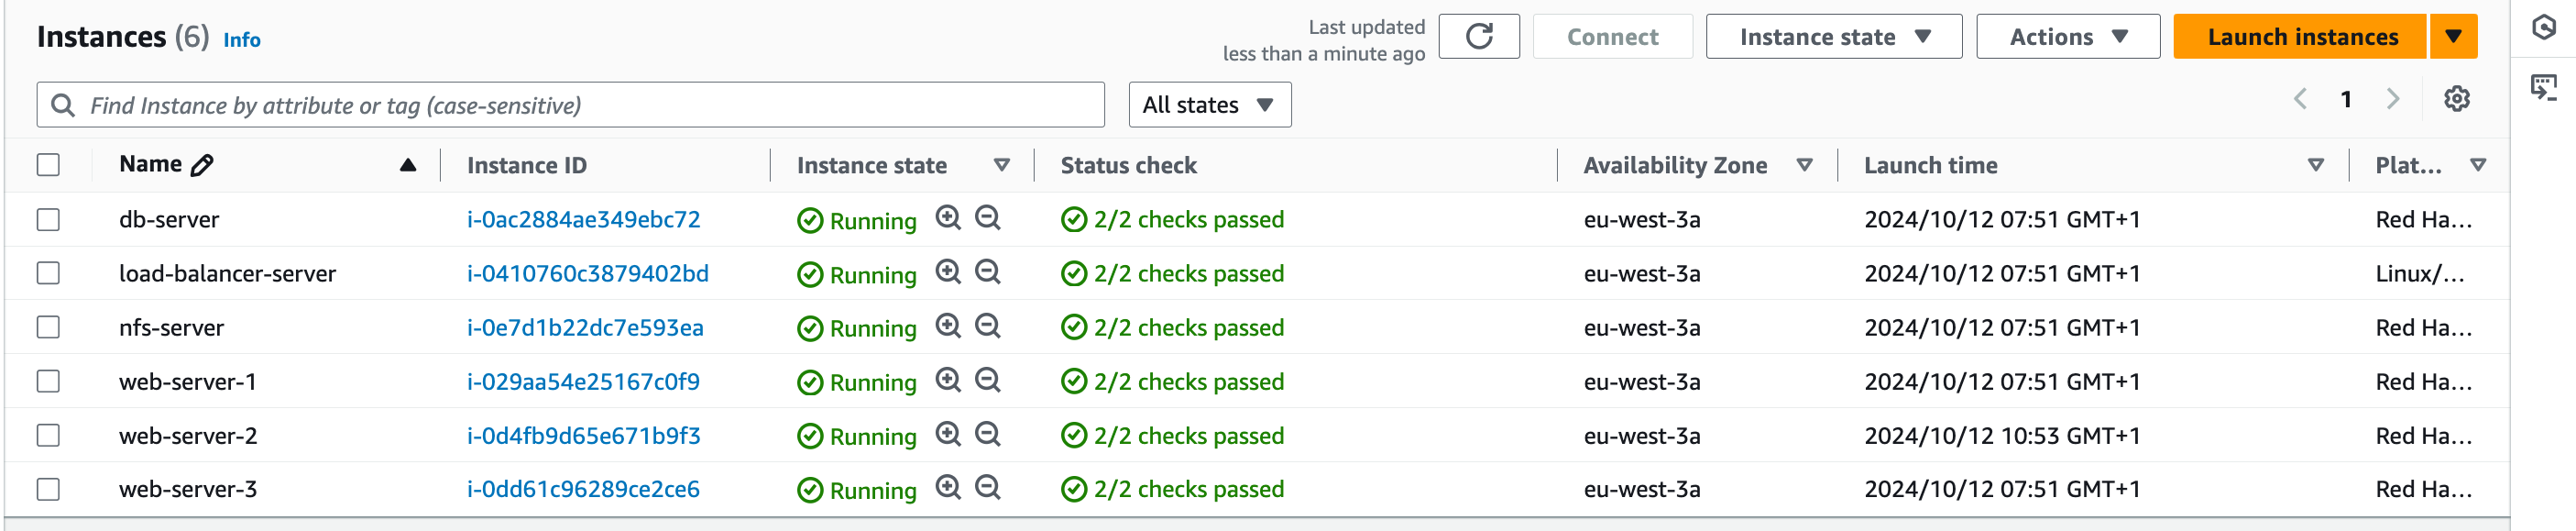 Instances (6) Info
Last updated
less than a minute ago
Connect
Instance state
Actions
Launch instances
Find Instance by attribute or tag (case-sensitive)
All states
1
Name Instance ID Instance state Status check Availability Zone Launch time Plat...
db-server i-0ac2884ae349ebc72 Running 2/2 checks passed eu-west-3a 2024/10/12 07:51 GMT+1 Red Ha...
load-balancer-server i-0410760c3879402bd Running 2/2 checks passed eu-west-3a 2024/10/12 07:51 GMT+1 Linux/...
nfs-server i-0e7d1b22dc7e593ea Running 2/2 checks passed eu-west-3a 2024/10/12 07:51 GMT+1 Red Ha...
web-server-1 i-029aa54e25167c0f9 Running 2/2 checks passed eu-west-3a 2024/10/12 07:51 GMT+1 Red Ha...
web-server-2 i-0d4fb9d65e671b9f3 Running 2/2 checks passed eu-west-3a 2024/10/12 10:53 GMT+1 Red Ha...
web-server-3 i-0dd61c96289ce2ce6 Running 2/2 checks passed eu-west-3a 2024/10/12 07:51 GMT+1 Red Ha...